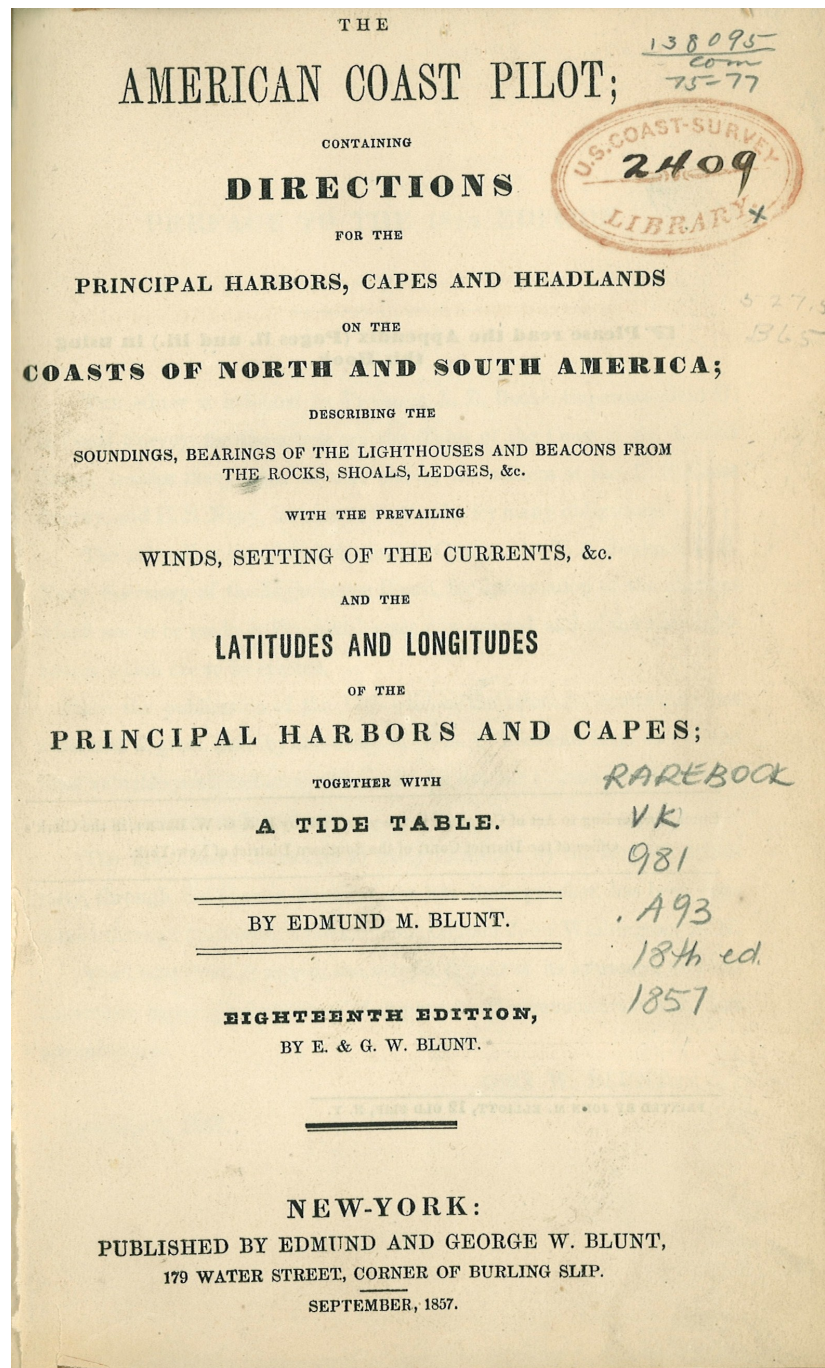 THE
138095
com
75-77
AMERICAN COAST PILOT;
U.S. COAST-SURVEY
2409
LIBRARY.
x
CONTAINING
DIRECTIONS
FOR THE
PRINCIPAL HARBORS, CAPES AND HEADLANDS
ON THE
COASTS OF NORTH AND SOUTH AMERICA;
DESCRIBING THE
SOUNDINGS, BEARINGS OF THE LIGHTHOUSES AND BEACONS FROM
THE ROCKS, SHOALS, LEDGES, &c.
WITH THE PREVAILING
WINDS, SETTING OF THE CURRENTS, &c.
AND THE
LATITUDES AND LONGITUDES
OF THE
PRINCIPAL HARBORS AND CAPES;
TOGETHER WITH
A TIDE TABLE.
RAREBOOK
VK
981
.A93
18th ed.
1857
BY EDMUND M. BLUNT.
EIGHTEENTH EDITION,
BY E. & G. W. BLUNT.
NEW-YORK:
PUBLISHED BY EDMUND AND GEORGE W. BLUNT,
179 WATER STREET, CORNER OF BURLING SLIP.
SEPTEMBER, 1857.